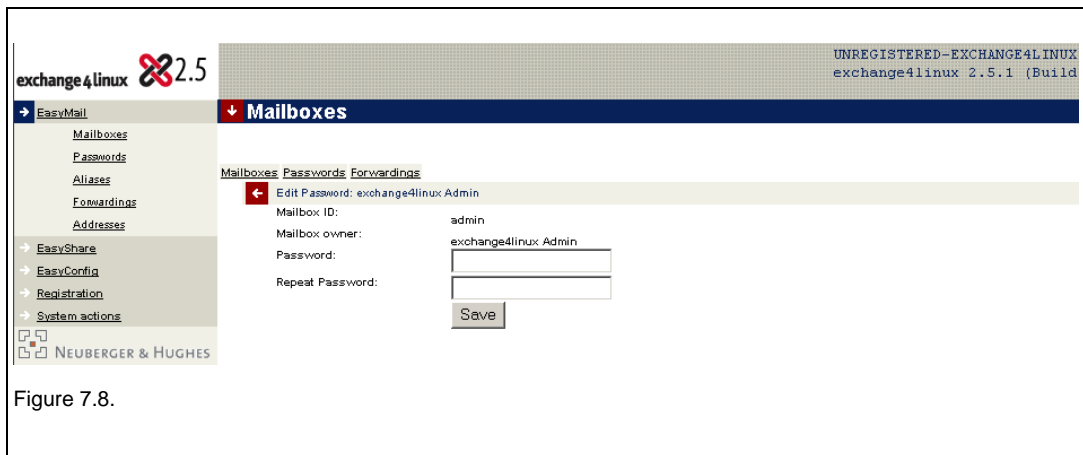 exchange4linux 2.5
UNREGISTERED-EXCHANGE4LINUX
exchange4linux 2.5.1 (Build
EasyMail
Mailboxes
Passwords
Aliases
Forwardings
Addresses
EasyShare
EasyConfig
Registration
System actions
NEUBERGER & HUGHES
Mailboxes
Mailboxes Passwords Forwardings
Edit Password: exchange4linux Admin
Mailbox ID: admin
Mailbox owner: exchange4linux Admin
Password:
Repeat Password:
Save
Figure 7.8.